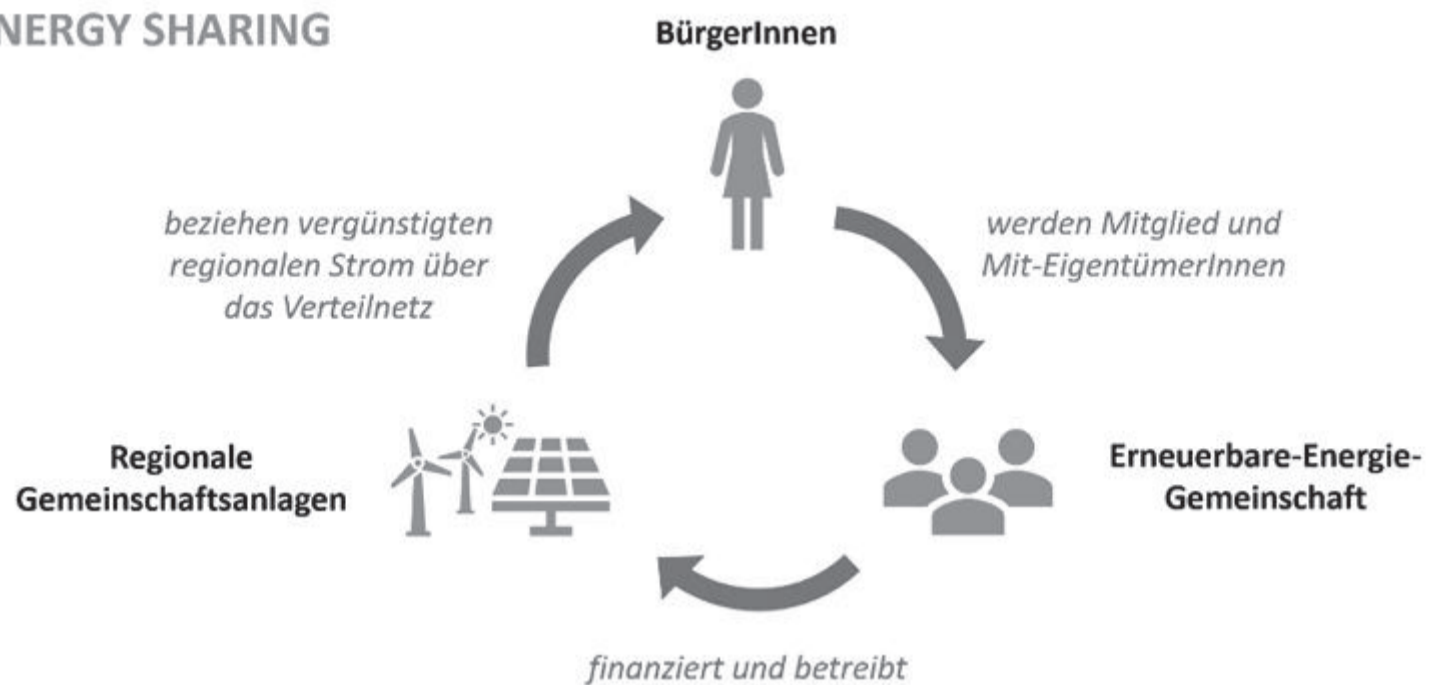 NERGY SHARING
BürgerInnen
beziehen vergünstigten
regionalen Strom über
das Verteilnetz
werden Mitglied und
Mit-EigentümerInnen
Regionale
Gemeinschaftsanlagen
Erneuerbare-Energie-
Gemeinschaft
finanziert und betreibt